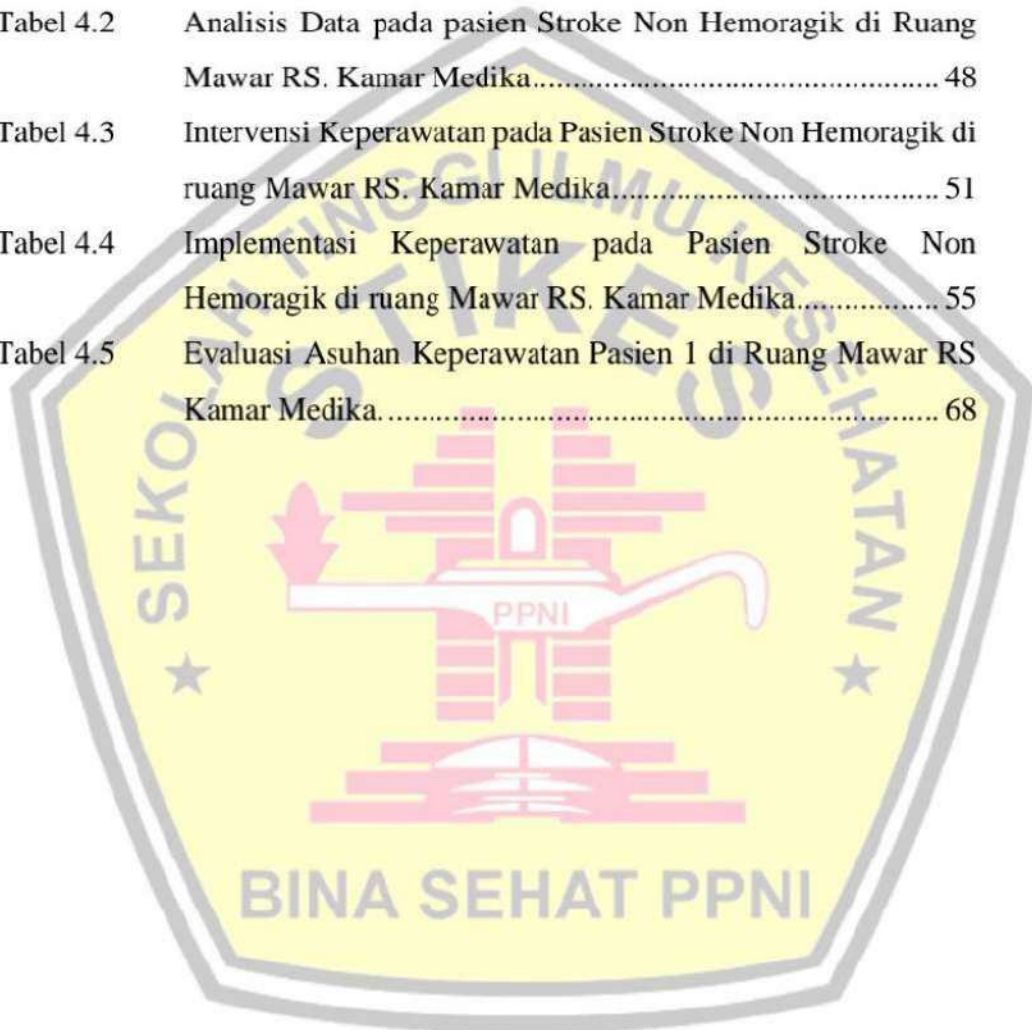 Tabel 4.2 Analisis Data pada pasien Stroke Non Hemoragik di Ruang
Mawar RS. Kamar Medika.................................................. 48
Tabel 4.3 Intervensi Keperawatan pada Pasien Stroke Non Hemoragik di
ruang Mawar RS. Kamar Medika........................................ 51
Tabel 4.4 Implementasi Keperawatan pada Pasien Stroke Non
Hemoragik di ruang Mawar RS. Kamar Medika................. 55
Tabel 4.5 Evaluasi Asuhan Keperawatan Pasien 1 di Ruang Mawar RS
Kamar Medika. .................................................................... 68
SEKOLAH TINGGI ILMU KESEHATAN
STIKES
PPNI
BINA SEHAT PPNI